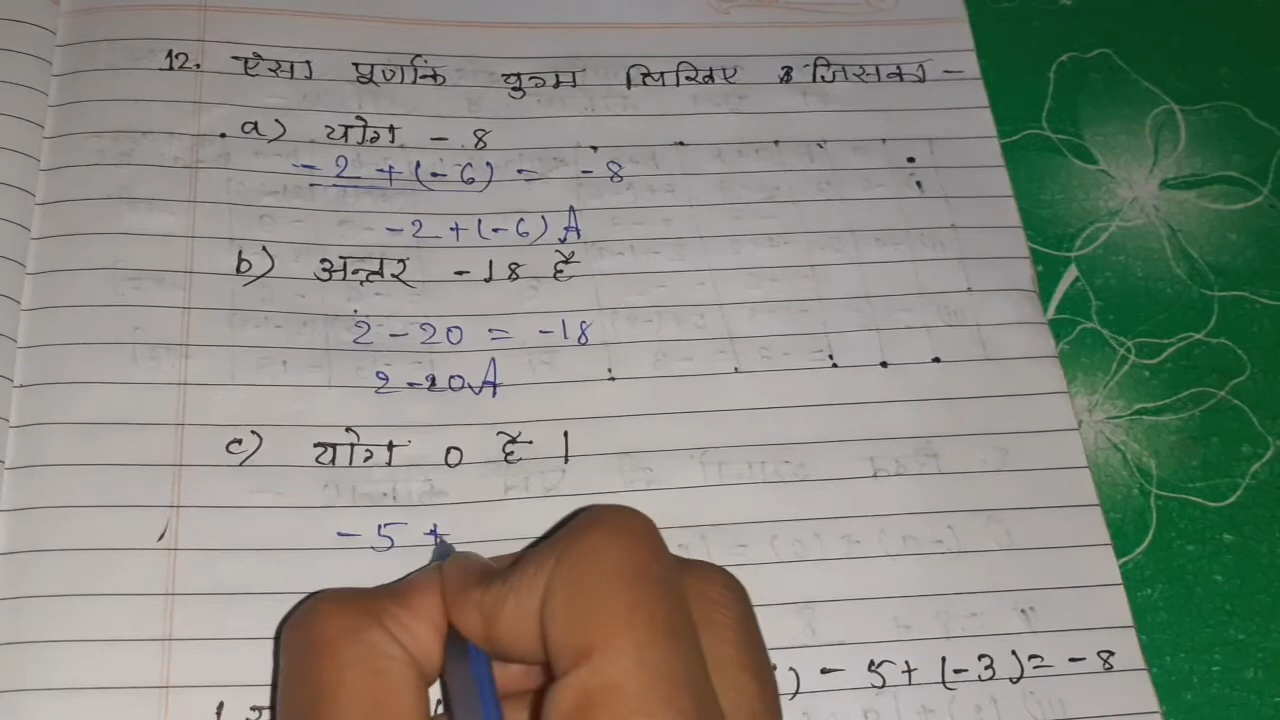 12. ऐसा पूर्णांक युग्म लिखिए जिसका -
a) योग - 8
-2 + (-6) = -8
-2 + (-6) A
b) अन्तर -18 है
2 - 20 = -18
2 - 20 A
c) योग 0 है।
-5 +
) - 5 + (-3) = -8